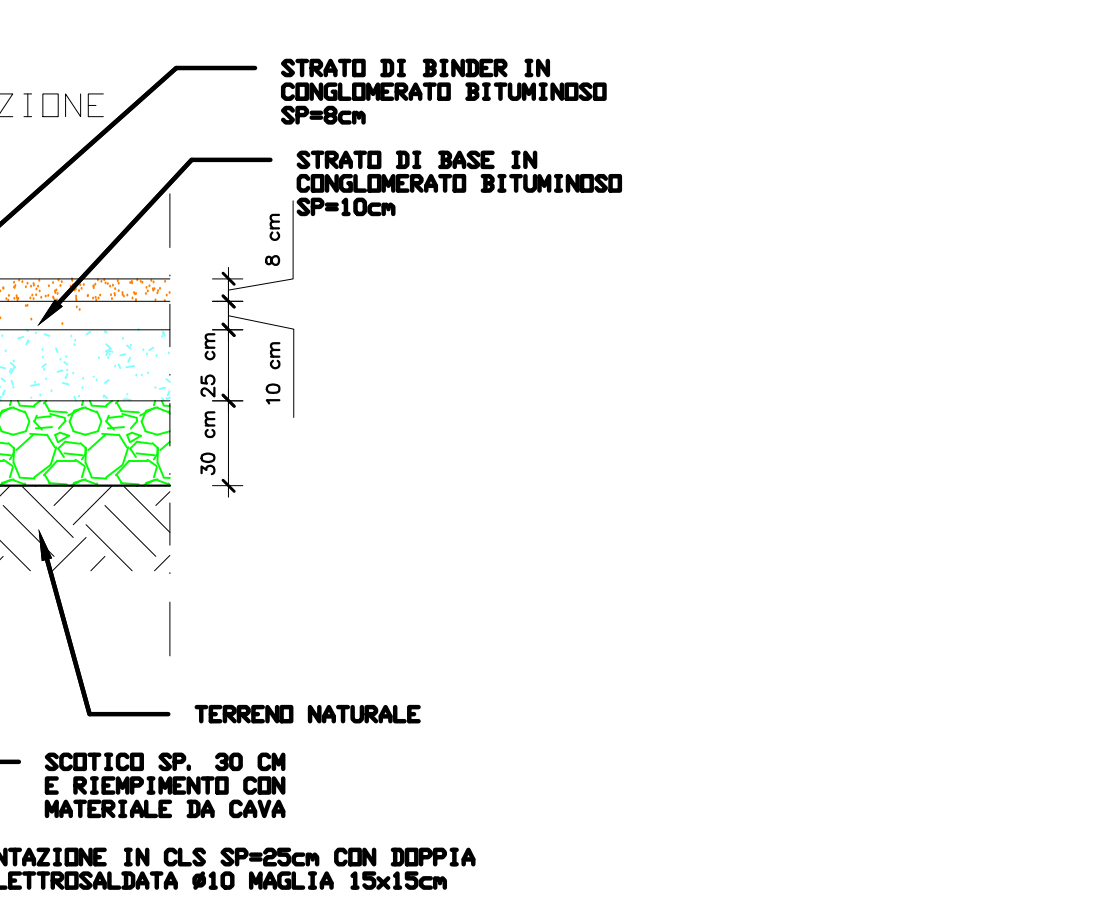 STRATO DI BINDER IN
CONGLOMERATO BITUMINOSO
SP=8cm
ZIONE
STRATO DI BASE IN
CONGLOMERATO BITUMINOSO
SP=10cm
8 cm
25 cm
10 cm
30 cm
TERRENO NATURALE
SCOTICO SP. 30 CM
E RIEMPIMENTO CON
MATERIALE DA CAVA
NTAZIONE IN CLS SP=25cm CON DOPPIA
LETTROSALDATA Ø10 MAGLIA 15x15cm